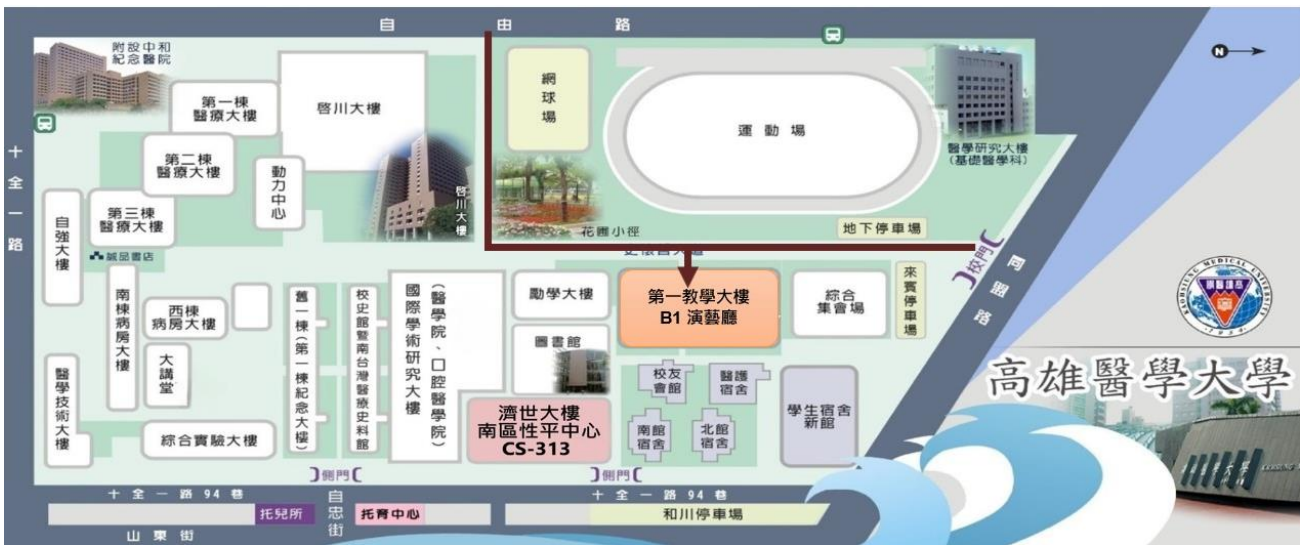 自由路
附設中和
紀念醫院
第一棟
醫療大樓
啓川大樓
網球場
運動場
醫學研究大樓
(基礎醫學科)
N
十全一路
第二棟
醫療大樓
動力中心
啓川大樓
自強大樓
第三棟
醫療大樓
誠品書店
花圃小徑
地下停車場
校門
同盟路
南棟病房大樓
西棟
病房大樓
舊一棟(第一棟紀念大樓)
校史館暨南台灣醫療史料館
國際學術研究大樓
(醫學院、口腔醫學院)
勵學大樓
第一教學大樓
B1 演藝廳
綜合
集會場
來賓停車場
KAOHSIUNG MEDICAL UNIVERSITY
1954
高雄醫學大學
醫學技術大樓
大講堂
圖書館
校友
會館
醫護
宿舍
綜合實驗大樓
濟世大樓
南區性平中心
CS-313
南館
宿舍
北館
宿舍
學生宿舍
新館
側門
側門
十全一路94巷
自忠街
十全一路94巷
托兒所
托育中心
和川停車場
山東街